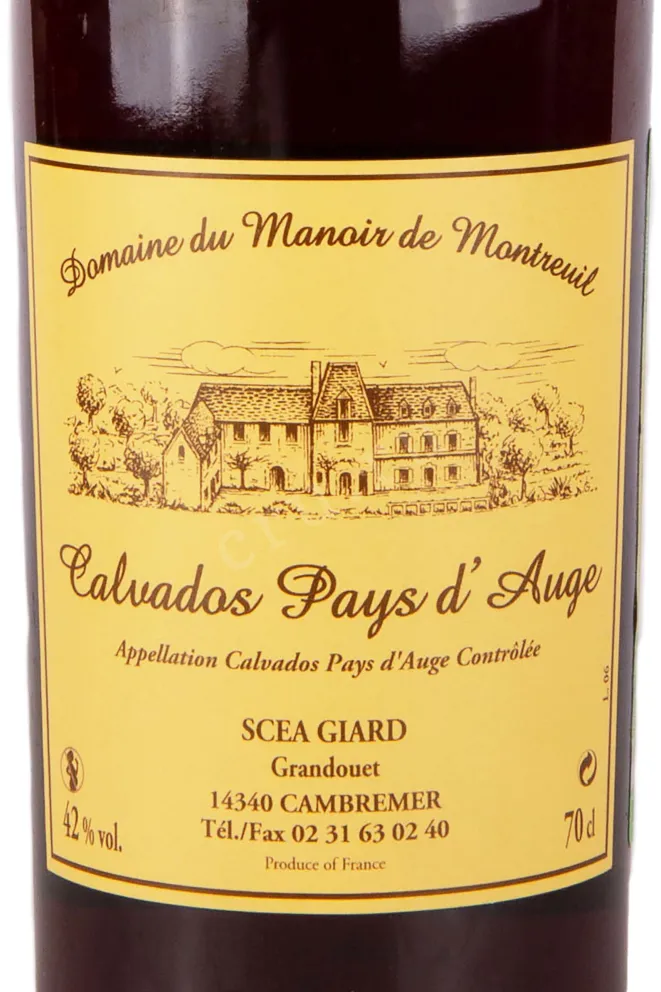 Domaine du Manoir de Montreuil
Calvados Pays d'Auge
Appellation Calvados Pays d'Auge Contrôlée
L. 06
SCEA GIARD
Grandouet
14340 CAMBREMER
Tél./Fax 02 31 63 02 40
42 % vol.
70 cl
Produce of France